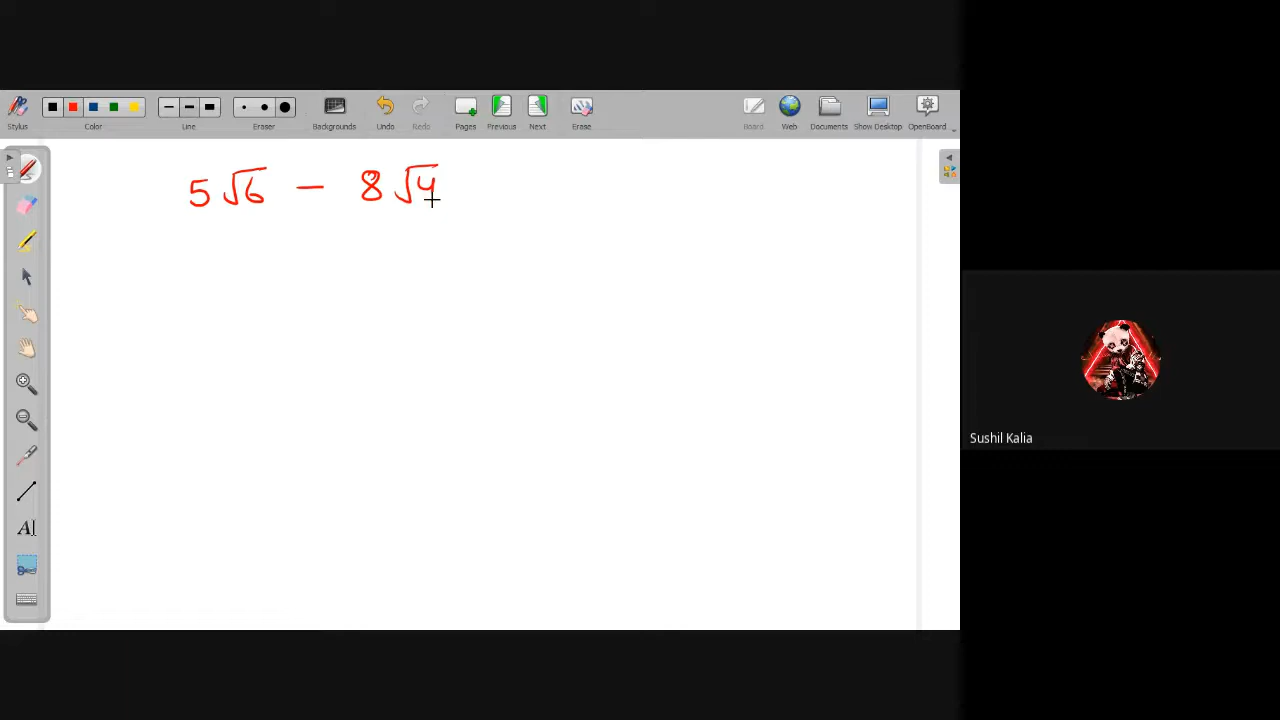 Stylus Color Line Eraser Backgrounds Undo Redo Pages Previous Next Erase Board Web Documents Show Desktop OpenBoard
5√6 − 8√4
A
Sushil Kalia